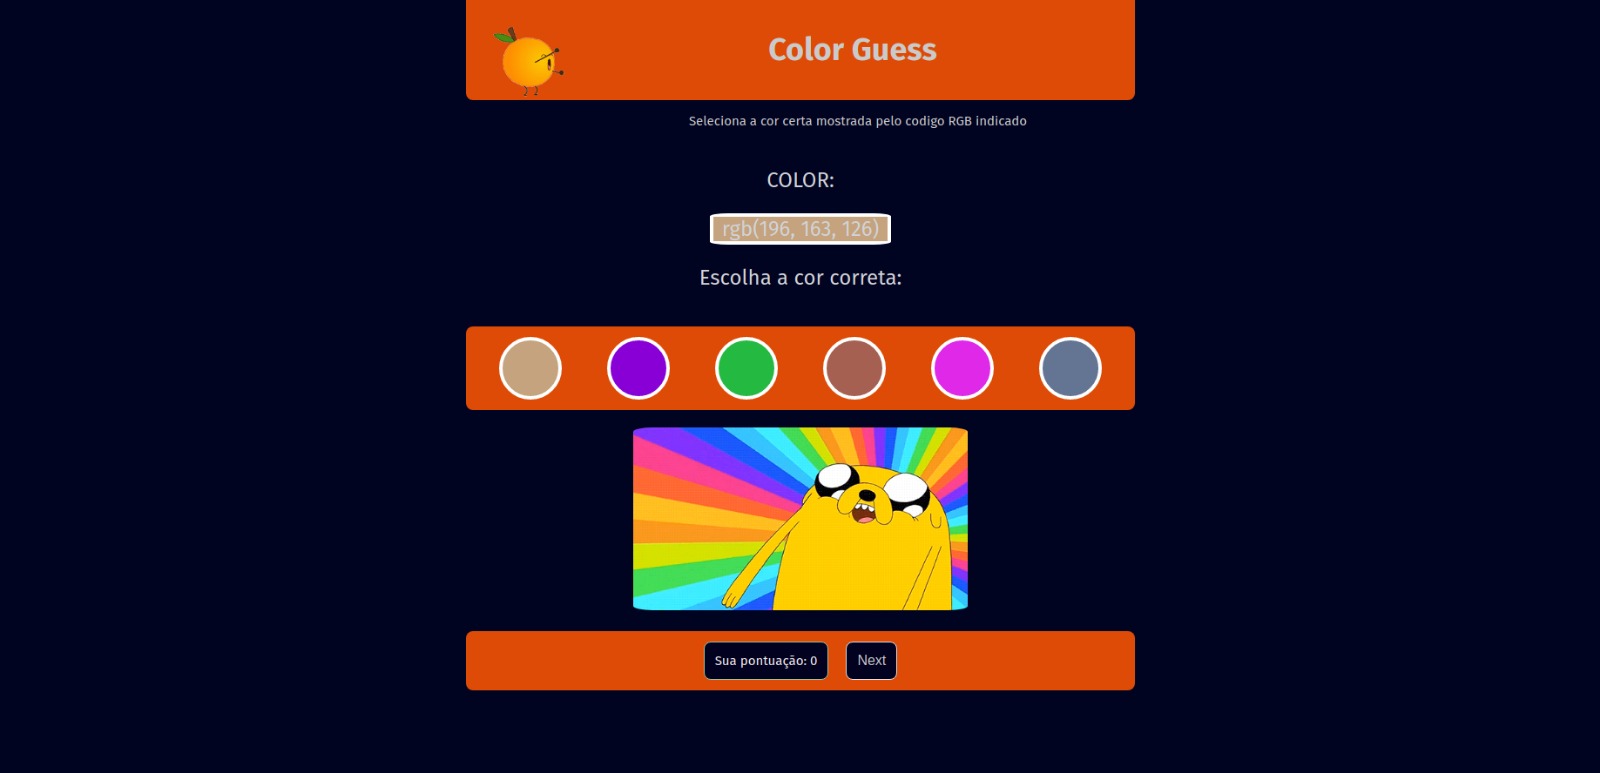 Color Guess
Seleciona a cor certa mostrada pelo codigo RGB indicado
COLOR:
rgb(196, 163, 126)
Escolha a cor correta:
Sua pontuação: 0
Next